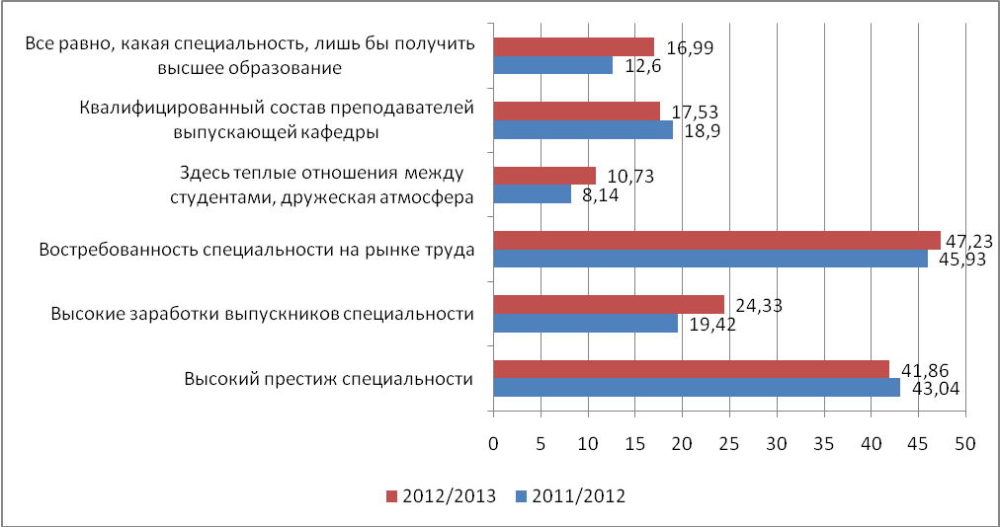 Все равно, какая специальность, лишь бы получить
высшее образование
16,99
12,6
Квалифицированный состав преподавателей
выпускающей кафедры
17,53
18,9
Здесь теплые отношения между
студентами, дружеская атмосфера
10,73
8,14
Востребованность специальности на рынке труда
47,23
45,93
Высокие заработки выпускников специальности
24,33
19,42
Высокий престиж специальности
41,86
43,04
0 5 10 15 20 25 30 35 40 45 50
2012/2013 2011/2012